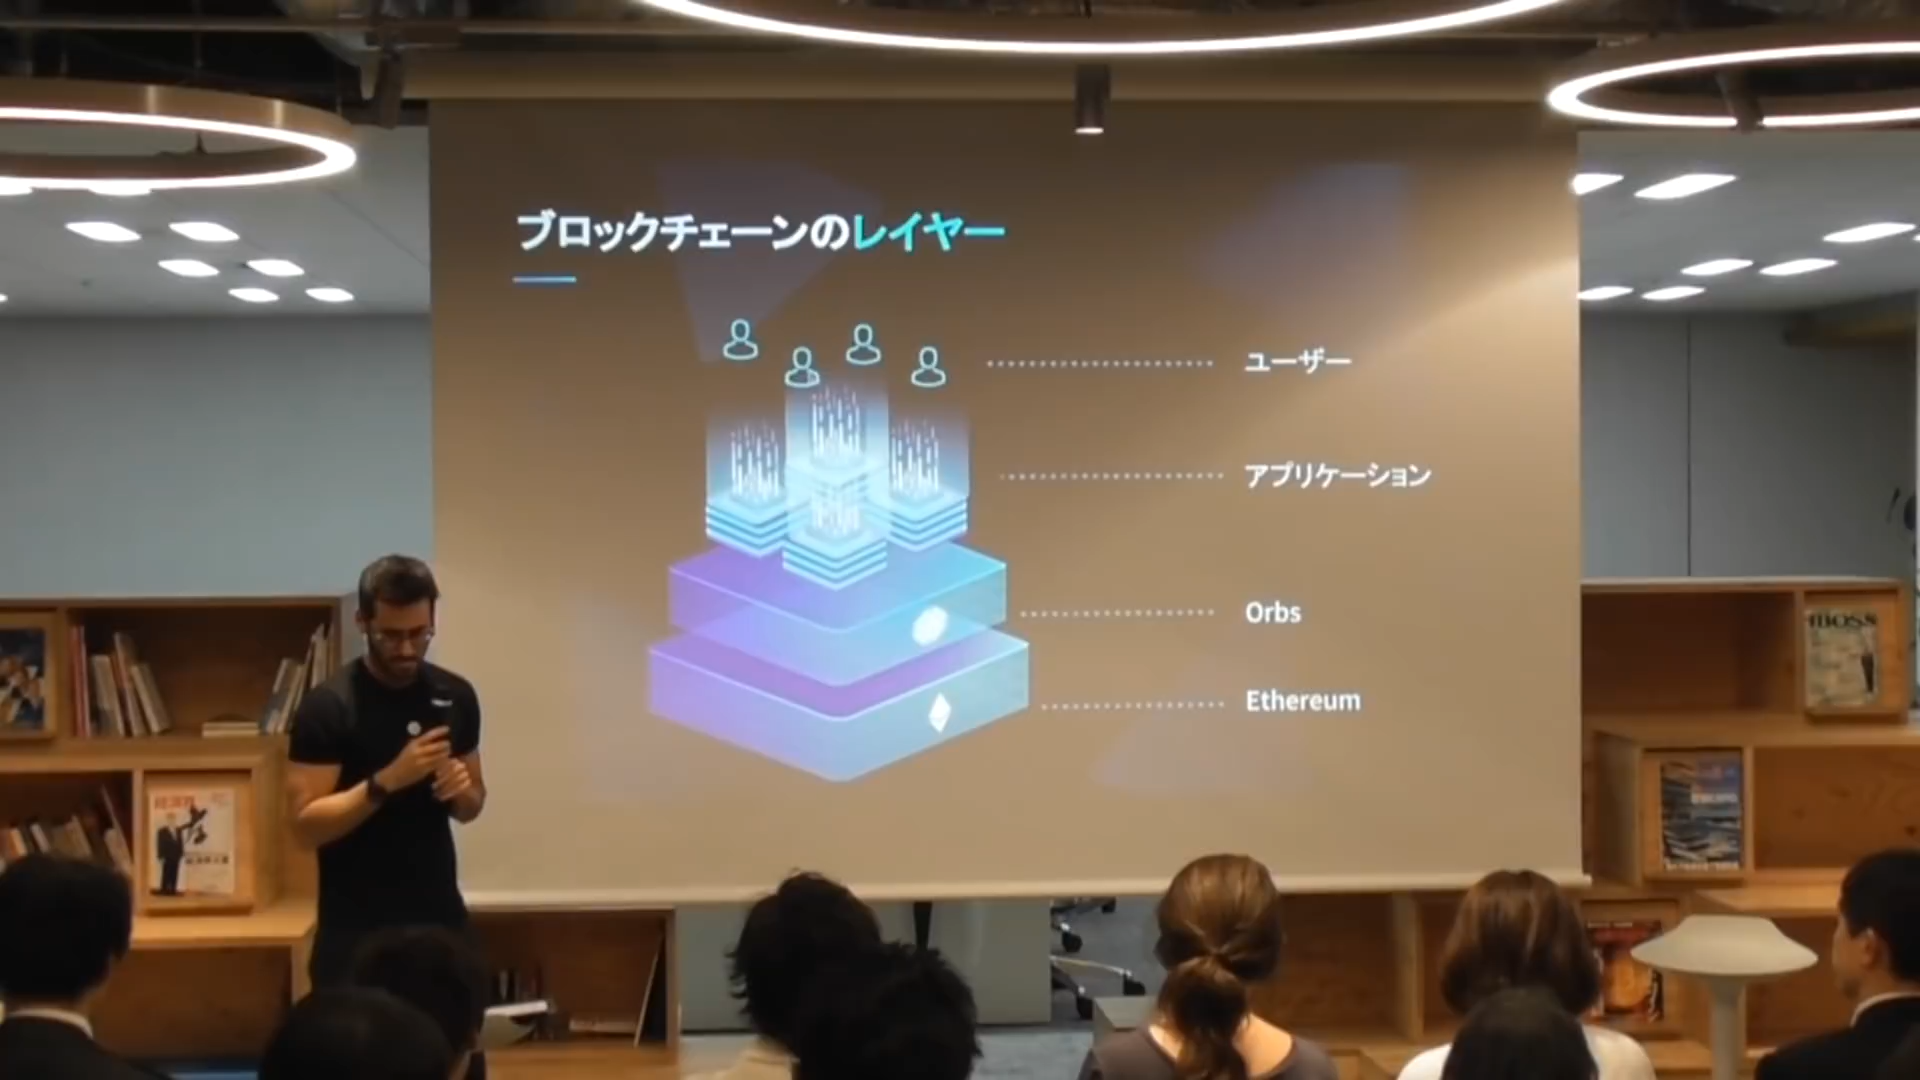 ブロックチェーンのレイヤー
ユーザー
アプリケーション
Orbs
Ethereum